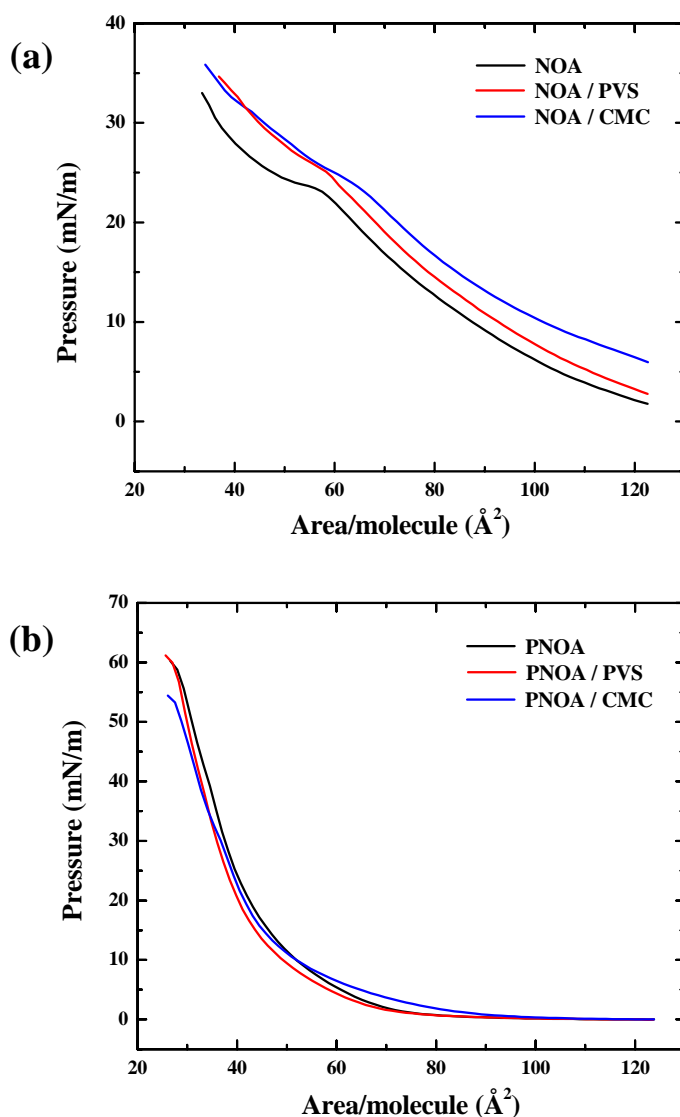 (a)
40
30
20
10
0
Pressure (mN/m)
NOA
NOA / PVS
NOA / CMC
20 40 60 80 100 120
Area/molecule (Å²)
(b)
70
60
50
40
30
20
10
0
Pressure (mN/m)
PNOA
PNOA / PVS
PNOA / CMC
20 40 60 80 100 120
Area/molecule (Å²)